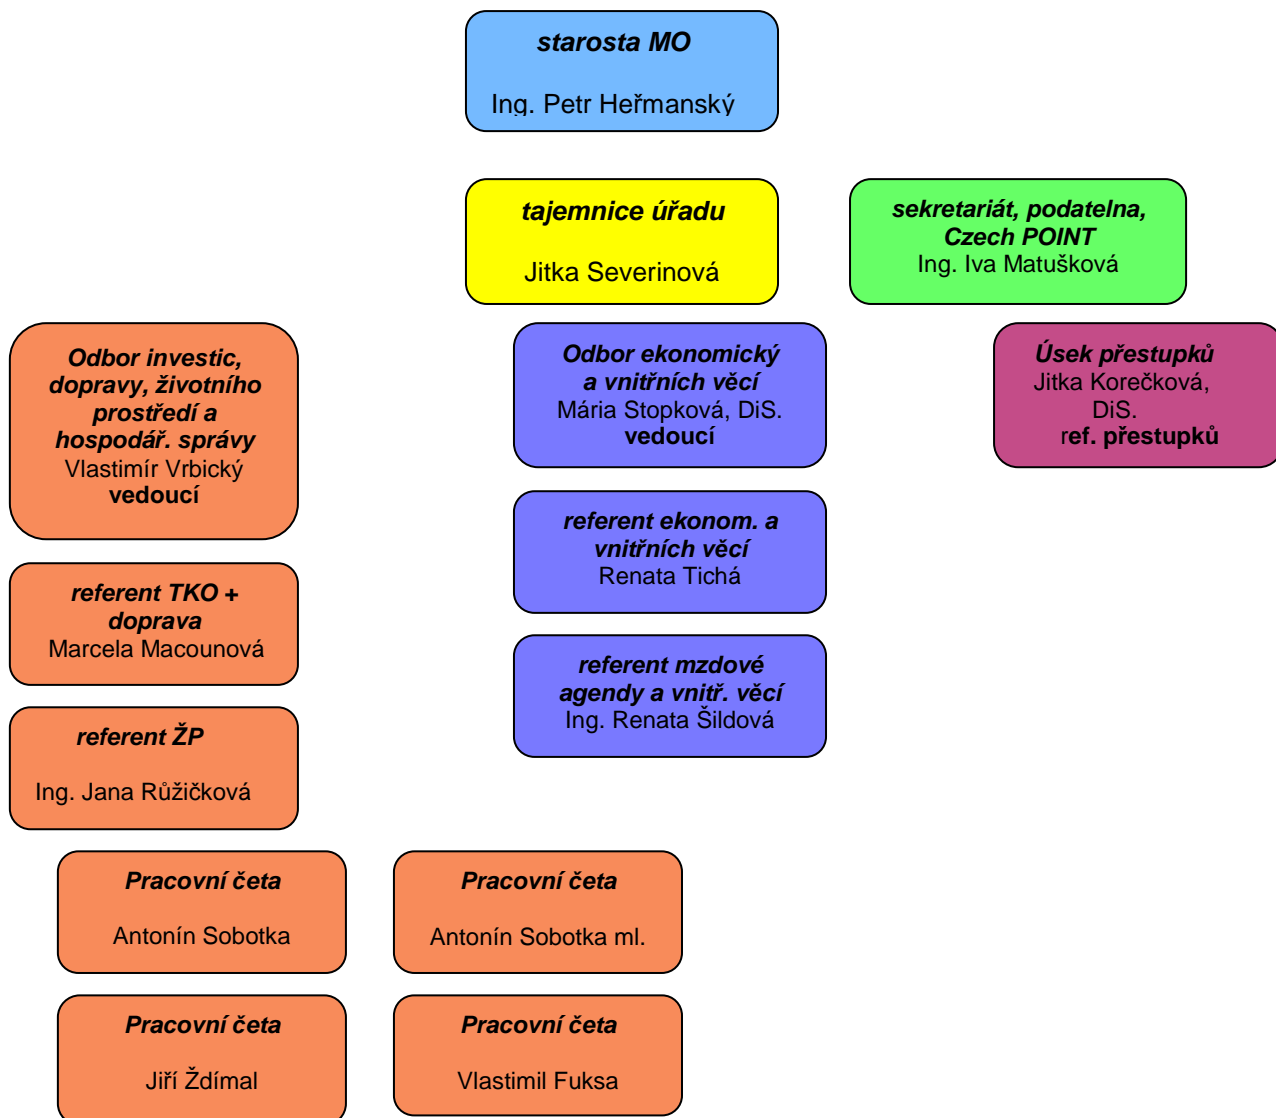 starosta MO
Ing. Petr Heřmanský
tajemnice úřadu
Jitka Severinová
sekretariát, podatelna,
Czech POINT
Ing. Iva Matušková
Odbor investic,
dopravy, životního
prostředí a
hospodář. správy
Vlastimír Vrbický
vedoucí
Odbor ekonomický
a vnitřních věcí
Mária Stopková, DiS.
vedoucí
Úsek přestupků
Jitka Korečková,
DiS.
ref. přestupků
referent ekonom. a
vnitřních věcí
Renata Tichá
referent TKO +
doprava
Marcela Macounová
referent mzdové
agendy a vnitř. věcí
Ing. Renata Šildová
referent ŽP
Ing. Jana Růžičková
Pracovní četa
Antonín Sobotka
Pracovní četa
Antonín Sobotka ml.
Pracovní četa
Jiří Ždímal
Pracovní četa
Vlastimil Fuksa